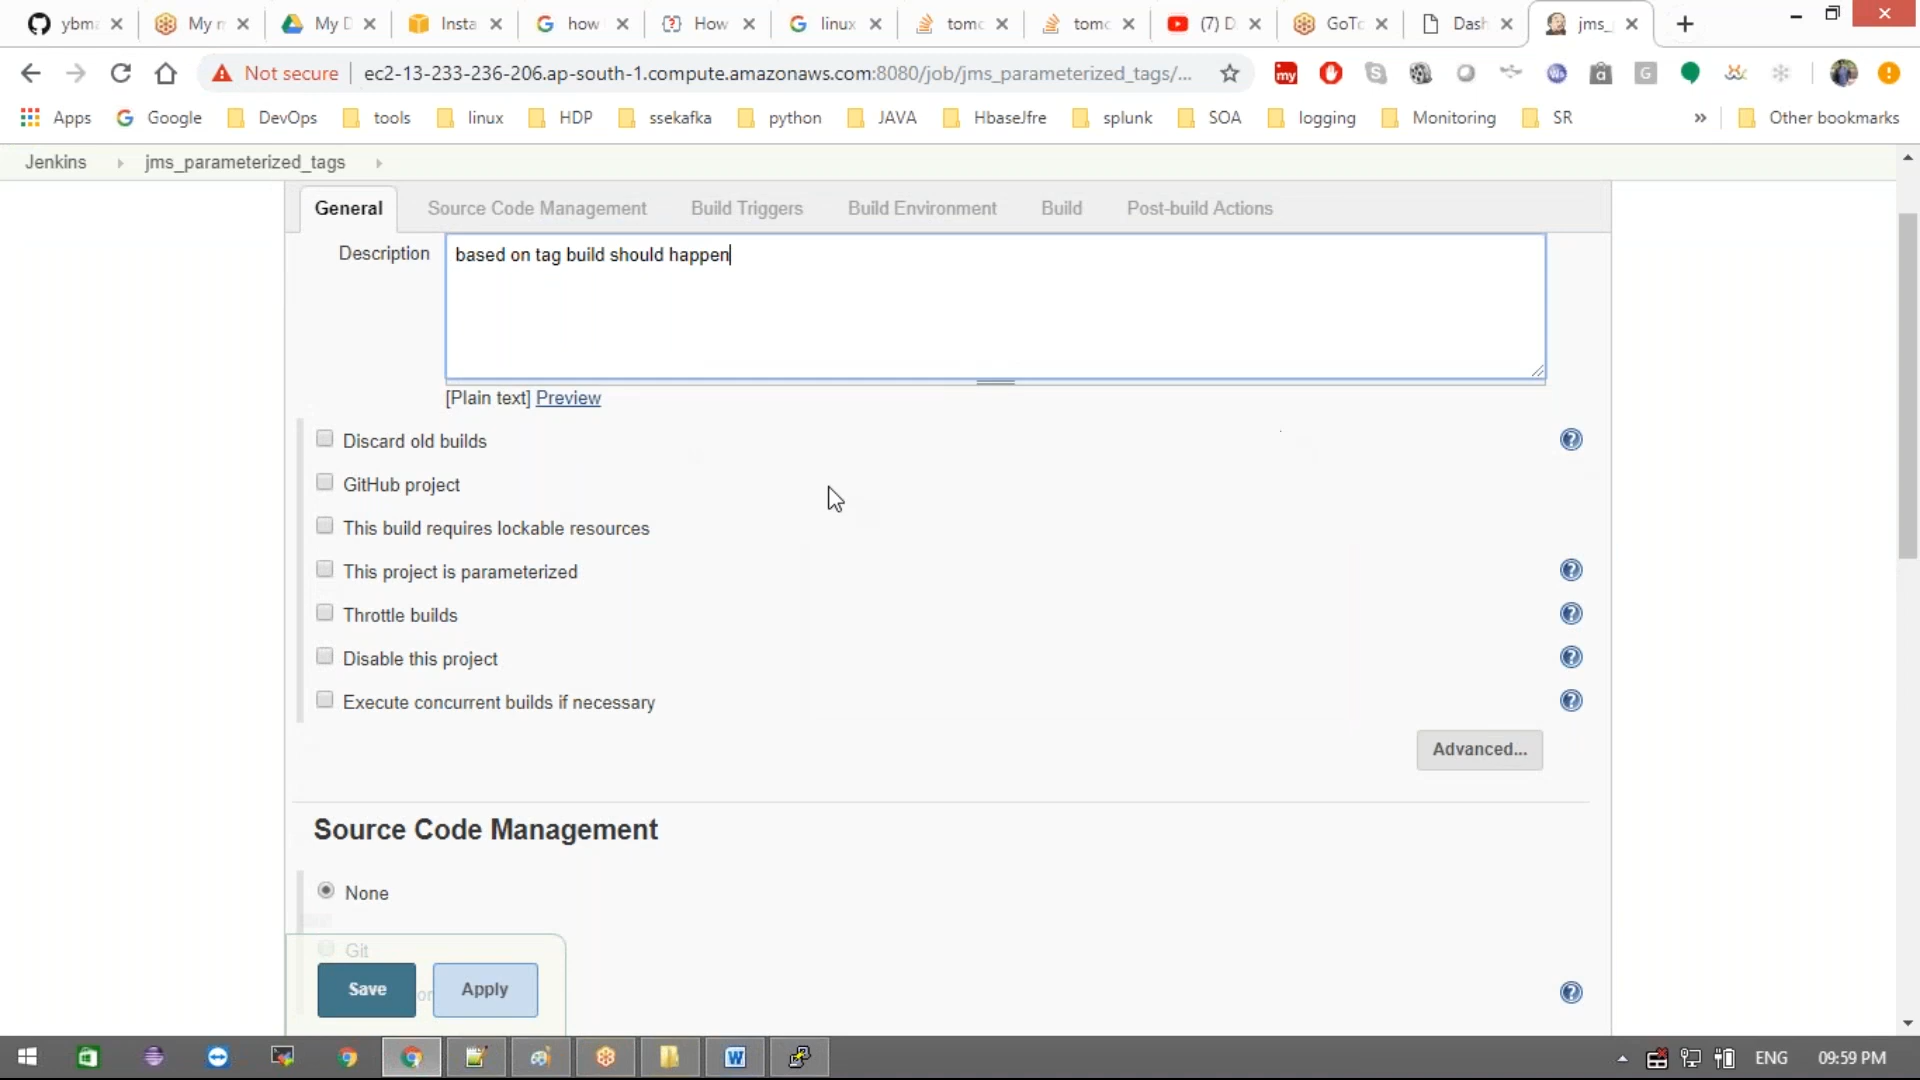 ybma
My m
My D
Insta
how
How
linux
tomc
tomc
(7) D
GoTo
Dash
jms_
Not secure
ec2-13-233-236-206.ap-south-1.compute.amazonaws.com:8080/job/jms_parameterized_tags/...
Apps
Google
DevOps
tools
linux
HDP
ssekafka
python
JAVA
HbaseJfre
splunk
SOA
logging
Monitoring
SR
»
Other bookmarks
Jenkins
jms_parameterized_tags
General
Source Code Management
Build Triggers
Build Environment
Build
Post-build Actions
Description
based on tag build should happen
[Plain text] Preview
Discard old builds
GitHub project
This build requires lockable resources
This project is parameterized
Throttle builds
Disable this project
Execute concurrent builds if necessary
Advanced...
Source Code Management
None
Git
Save
Apply
ENG
09:59 PM